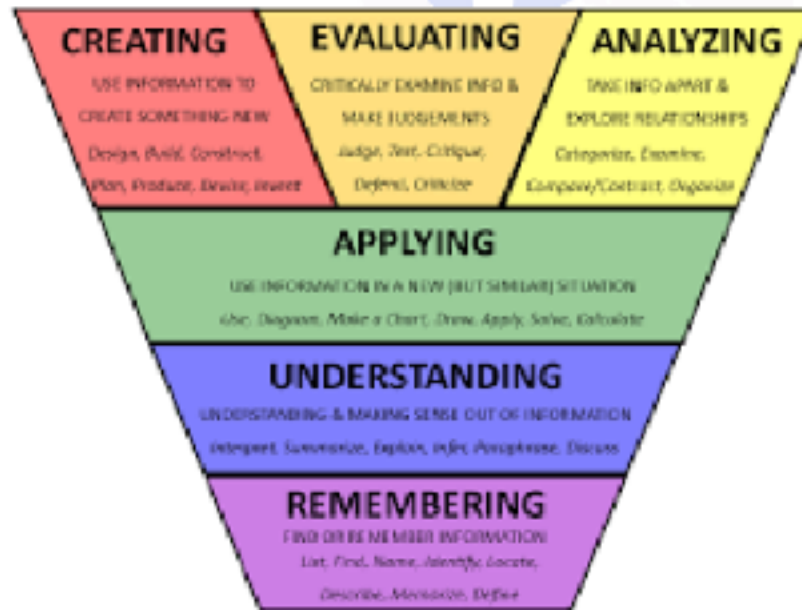 CREATING
USE INFORMATION TO
CREATE SOMETHING NEW
Design, Build, Construct,
Plan, Produce, Devise, Invent
EVALUATING
CRITICALLY EXAMINE INFO &
MAKE JUDGEMENTS
Judge, Test, Critique,
Defend, Criticize
ANALYZING
TAKE INFO APART &
EXPLORE RELATIONSHIPS
Categorize, Examine,
Compare/Contrast, Organize
APPLYING
USE INFORMATION IN A NEW (BUT SIMILAR) SITUATION
Use, Diagram, Make a Chart, Draw, Apply, Solve, Calculate
UNDERSTANDING
UNDERSTANDING & MAKING SENSE OUT OF INFORMATION
Interpret, Summarize, Explain, Infer, Paraphrase, Discuss
REMEMBERING
FIND OR REMEMBER INFORMATION
List, Find, Name, Identify, Locate,
Describe, Memorize, Define